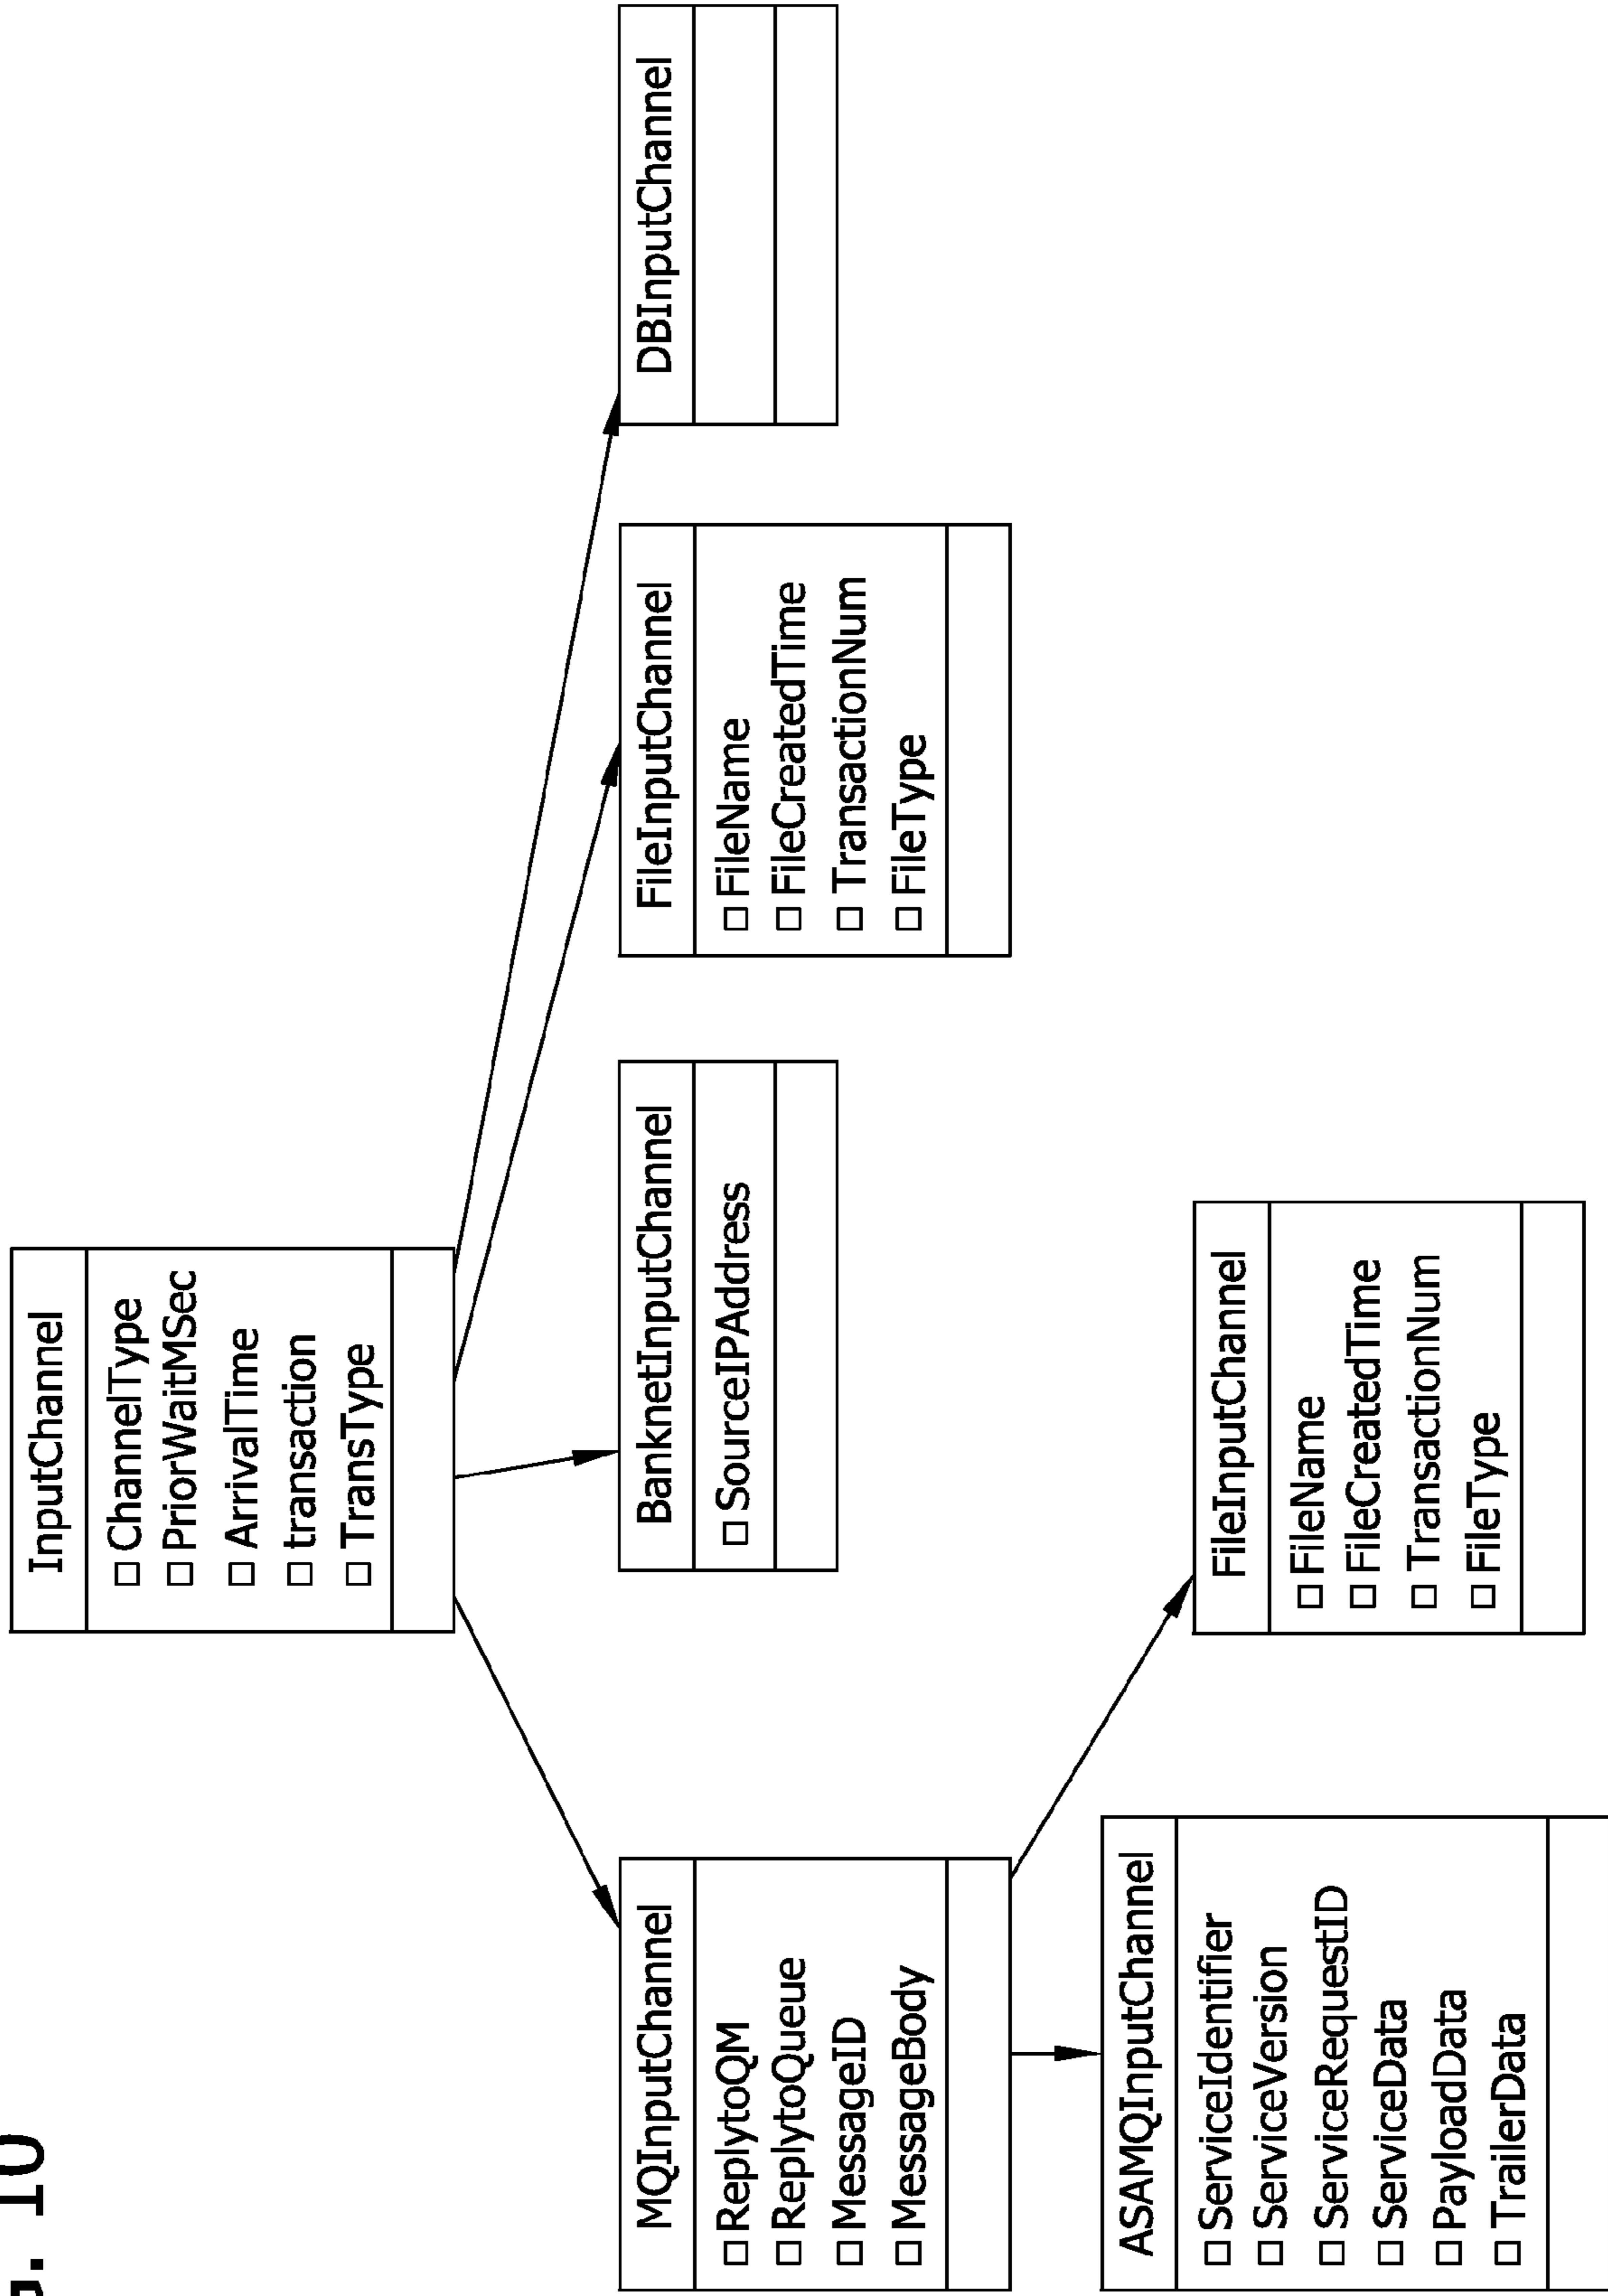 G. 10
InputChannel
□ ChannelType
□ PriorWaitMSec
□ ArrivalTime
□ transaction
□ TransType
MQInputChannel
□ ReplytoQM
□ ReplytoQueue
□ MessageID
□ MessageBody
BanknetInputChannel
□ SourceIPAddress
FileInputChannel
□ FileName
□ FileCreatedTime
□ TransactionNum
□ FileType
DBInputChannel
ASAMQInputChannel
□ ServiceIdentifier
□ ServiceVersion
□ ServiceRequestID
□ ServiceData
□ PayloadData
□ TrailerData
FileInputChannel
□ FileName
□ FileCreatedTime
□ TransactionNum
□ FileType